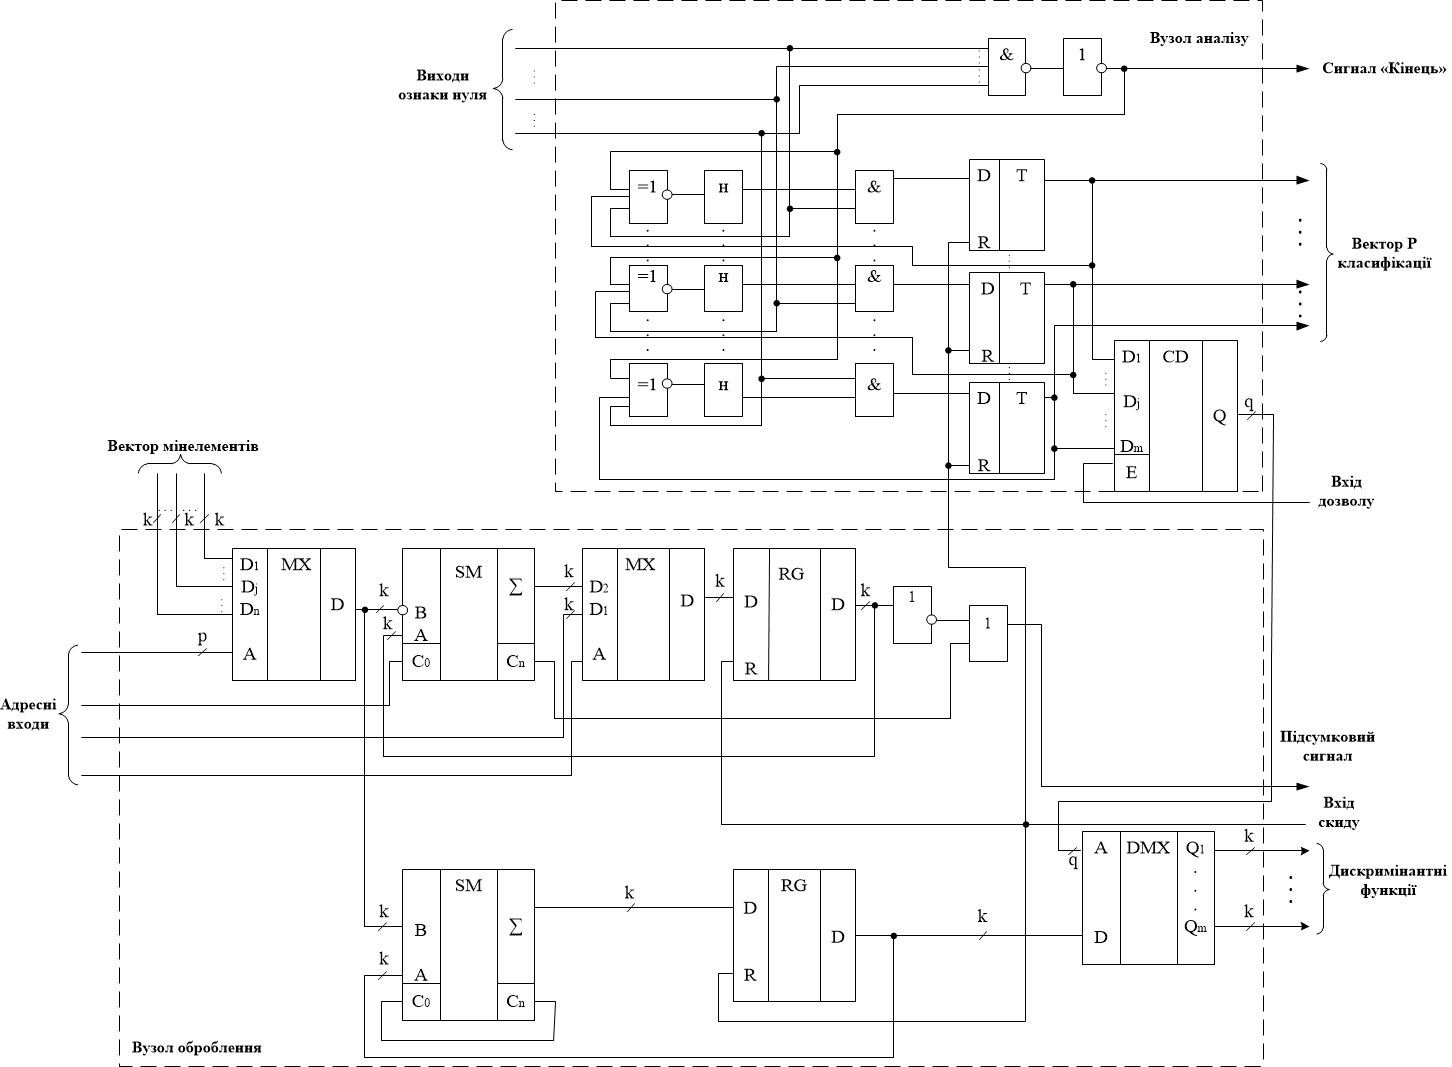 Вузол аналізу
&
1
Сигнал «Кінець»
Виходи
ознаки нуля
=1
н
&
D
T
R
Вектор P
класифікації
=1
н
&
D
T
R
=1
н
&
D
T
R
D1
CD
Dj
Q
q
Dm
E
Вхід
дозволу
Вектор мінелементів
k
k
k
D1
MX
Dj
Dn
D
p
A
k
SM
Σ
B
k
A
C0
Cn
k
MX
D2
k
D1
D
A
k
RG
D
D
k
R
1
1
Адресні
входи
Підсумковий
сигнал
Вхід
скиду
q
A
DMX
Q1
k
D
Qm
k
Дискримінантні
функції
k
SM
Σ
B
k
A
C0
Cn
k
RG
D
D
R
k
Вузол оброблення